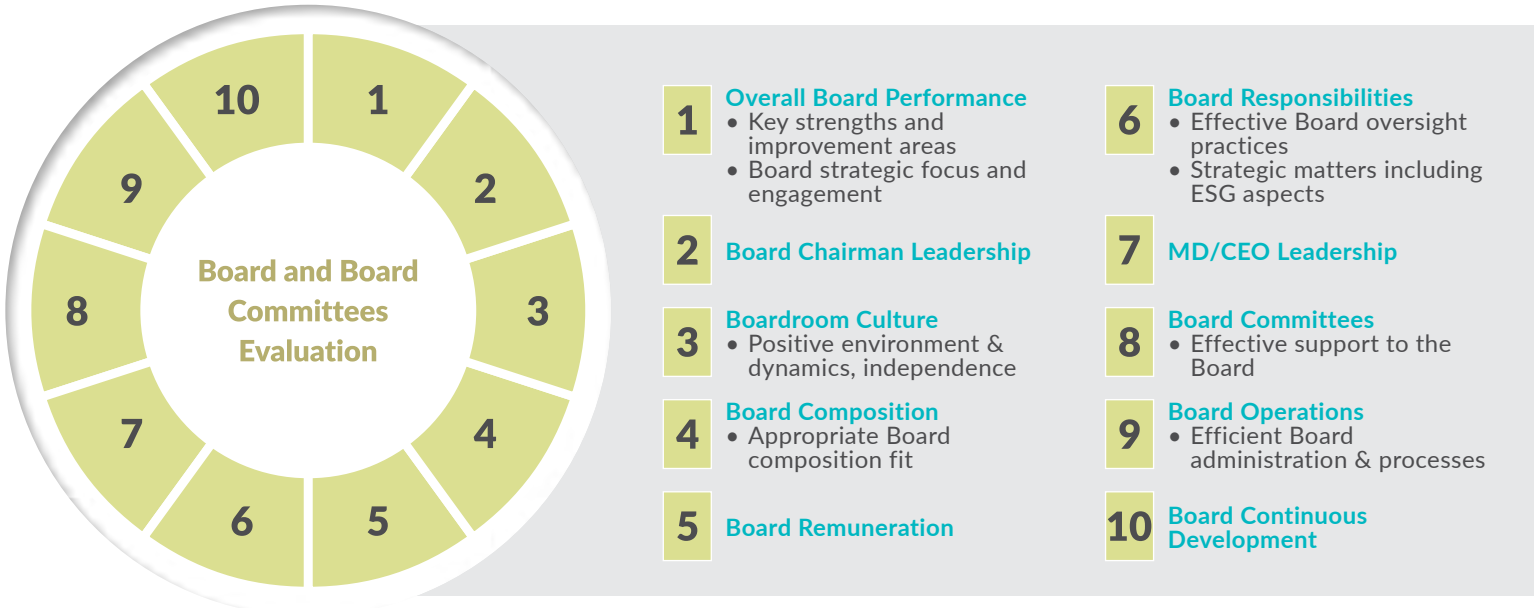 10
1
9
2
8
3
7
4
6
5
Board and Board
Committees
Evaluation
1
Overall Board Performance
• Key strengths and
improvement areas
• Board strategic focus and
engagement
2
Board Chairman Leadership
3
Boardroom Culture
• Positive environment &
dynamics, independence
4
Board Composition
• Appropriate Board
composition fit
5
Board Remuneration
6
Board Responsibilities
• Effective Board oversight
practices
• Strategic matters including
ESG aspects
7
MD/CEO Leadership
8
Board Committees
• Effective support to the
Board
9
Board Operations
• Efficient Board
administration & processes
10
Board Continuous
Development